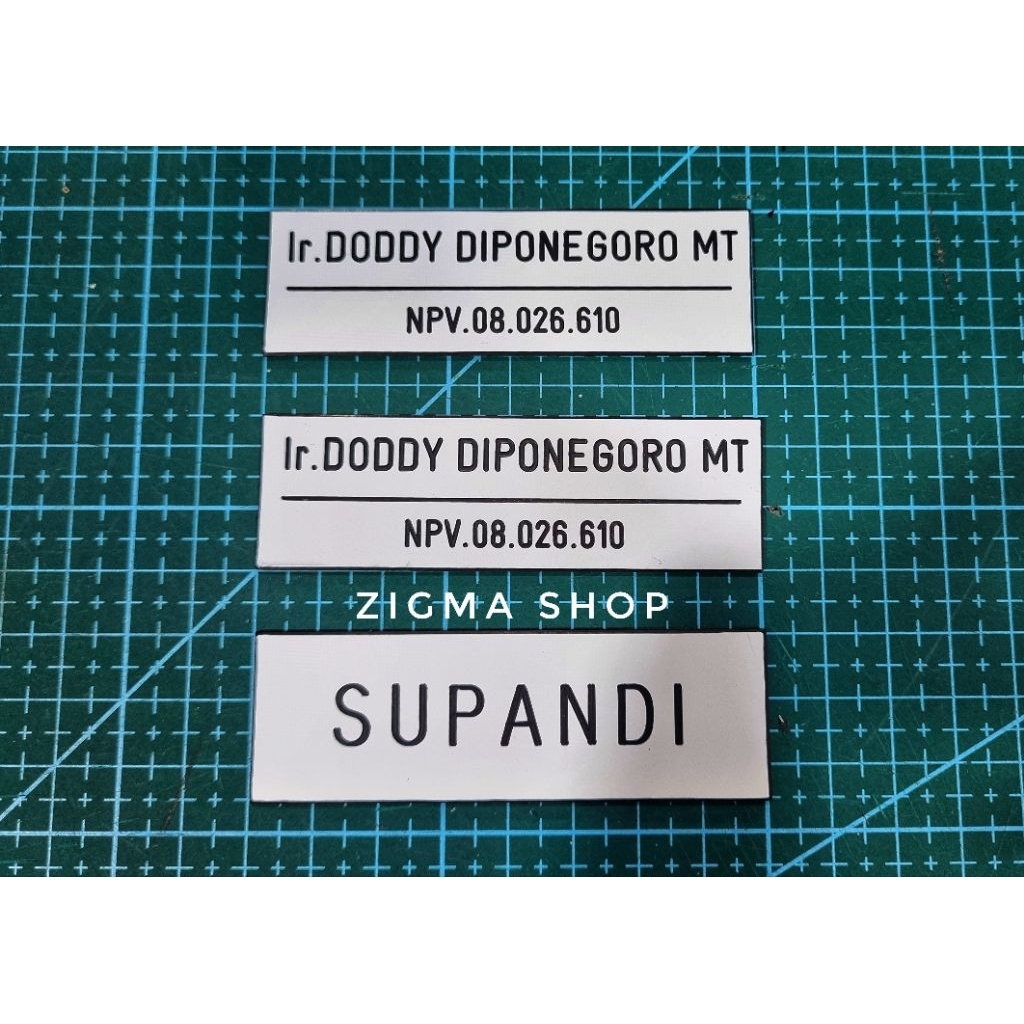 Ir.DODDY DIPONEGORO MT
NPV.08.026.610
Ir.DODDY DIPONEGORO MT
NPV.08.026.610
ZIGMA SHOP
SUPANDI